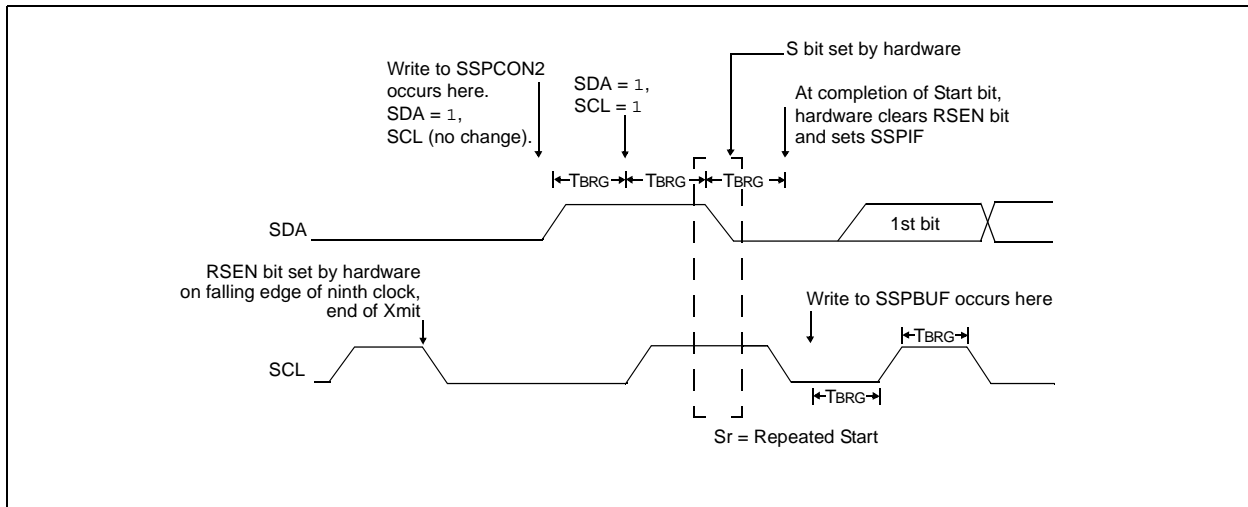 S bit set by hardware
Write to SSPCON2
occurs here.
SDA = 1,
SCL (no change).
SDA = 1,
SCL = 1
At completion of Start bit,
hardware clears RSEN bit
and sets SSPIF
TBRG
TBRG
TBRG
SDA
1st bit
RSEN bit set by hardware
on falling edge of ninth clock,
end of Xmit
Write to SSPBUF occurs here
TBRG
SCL
TBRG
Sr = Repeated Start